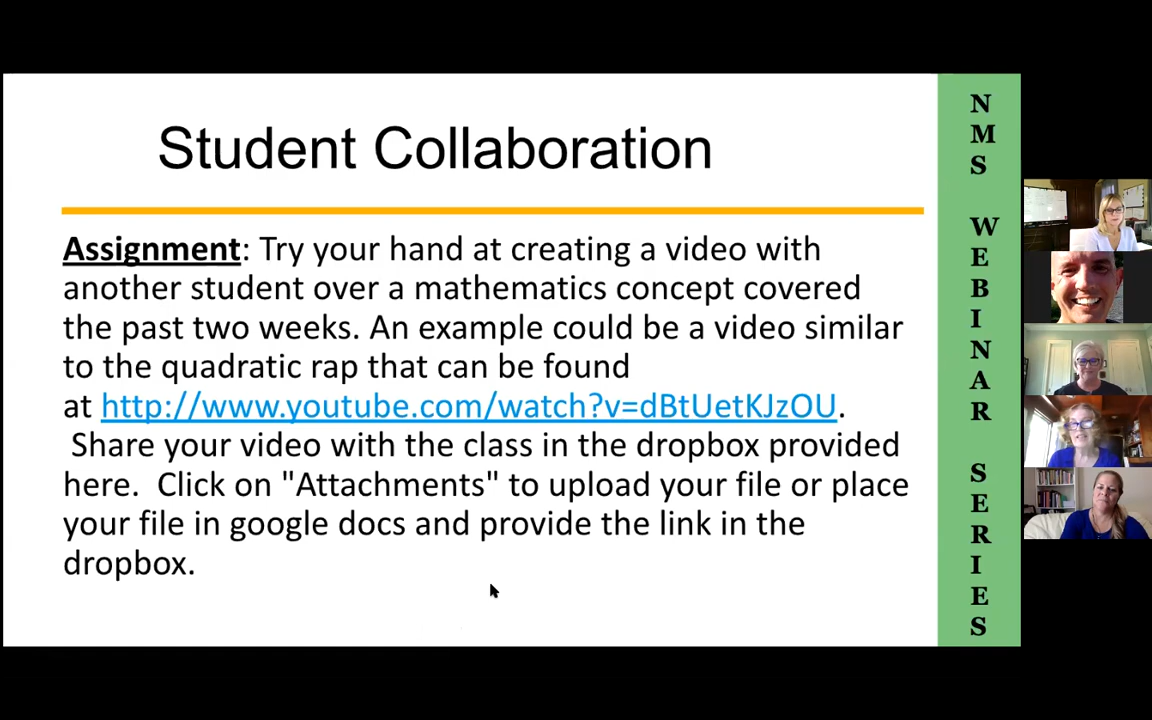 Student Collaboration
Assignment: Try your hand at creating a video with
another student over a mathematics concept covered
the past two weeks. An example could be a video similar
to the quadratic rap that can be found
at http://www.youtube.com/watch?v=dBtUetKJzOU.
Share your video with the class in the dropbox provided
here.  Click on "Attachments" to upload your file or place
your file in google docs and provide the link in the
dropbox.
NMS WEBINAR SERIES